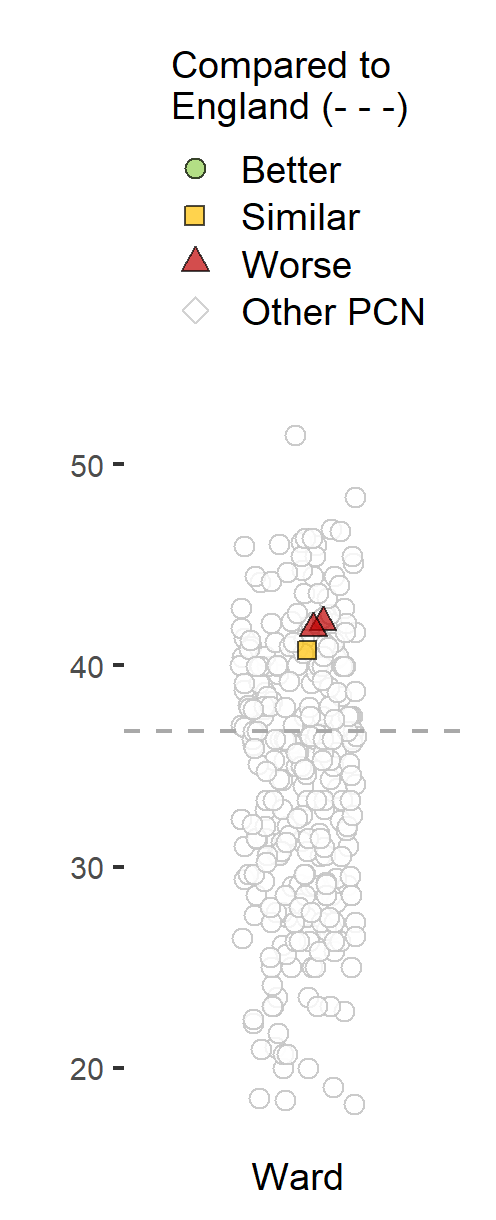 Compared to
England (- - -)
Better
Similar
Worse
Other PCN
50
40
30
20
Ward